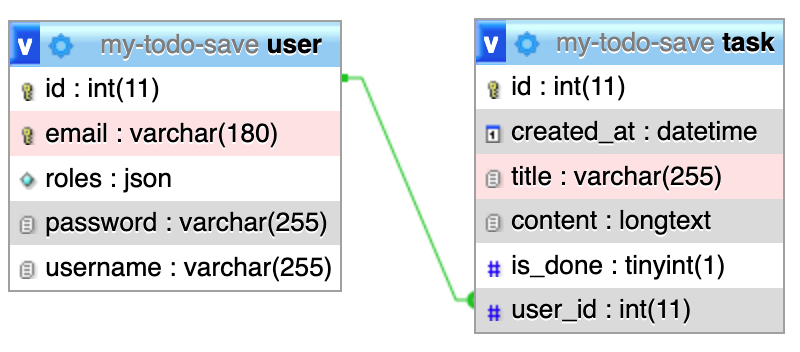 v my-todo-save user
id : int(11)
email : varchar(180)
roles : json
password : varchar(255)
username : varchar(255)
v my-todo-save task
id : int(11)
created_at : datetime
title : varchar(255)
content : longtext
# is_done : tinyint(1)
# user_id : int(11)